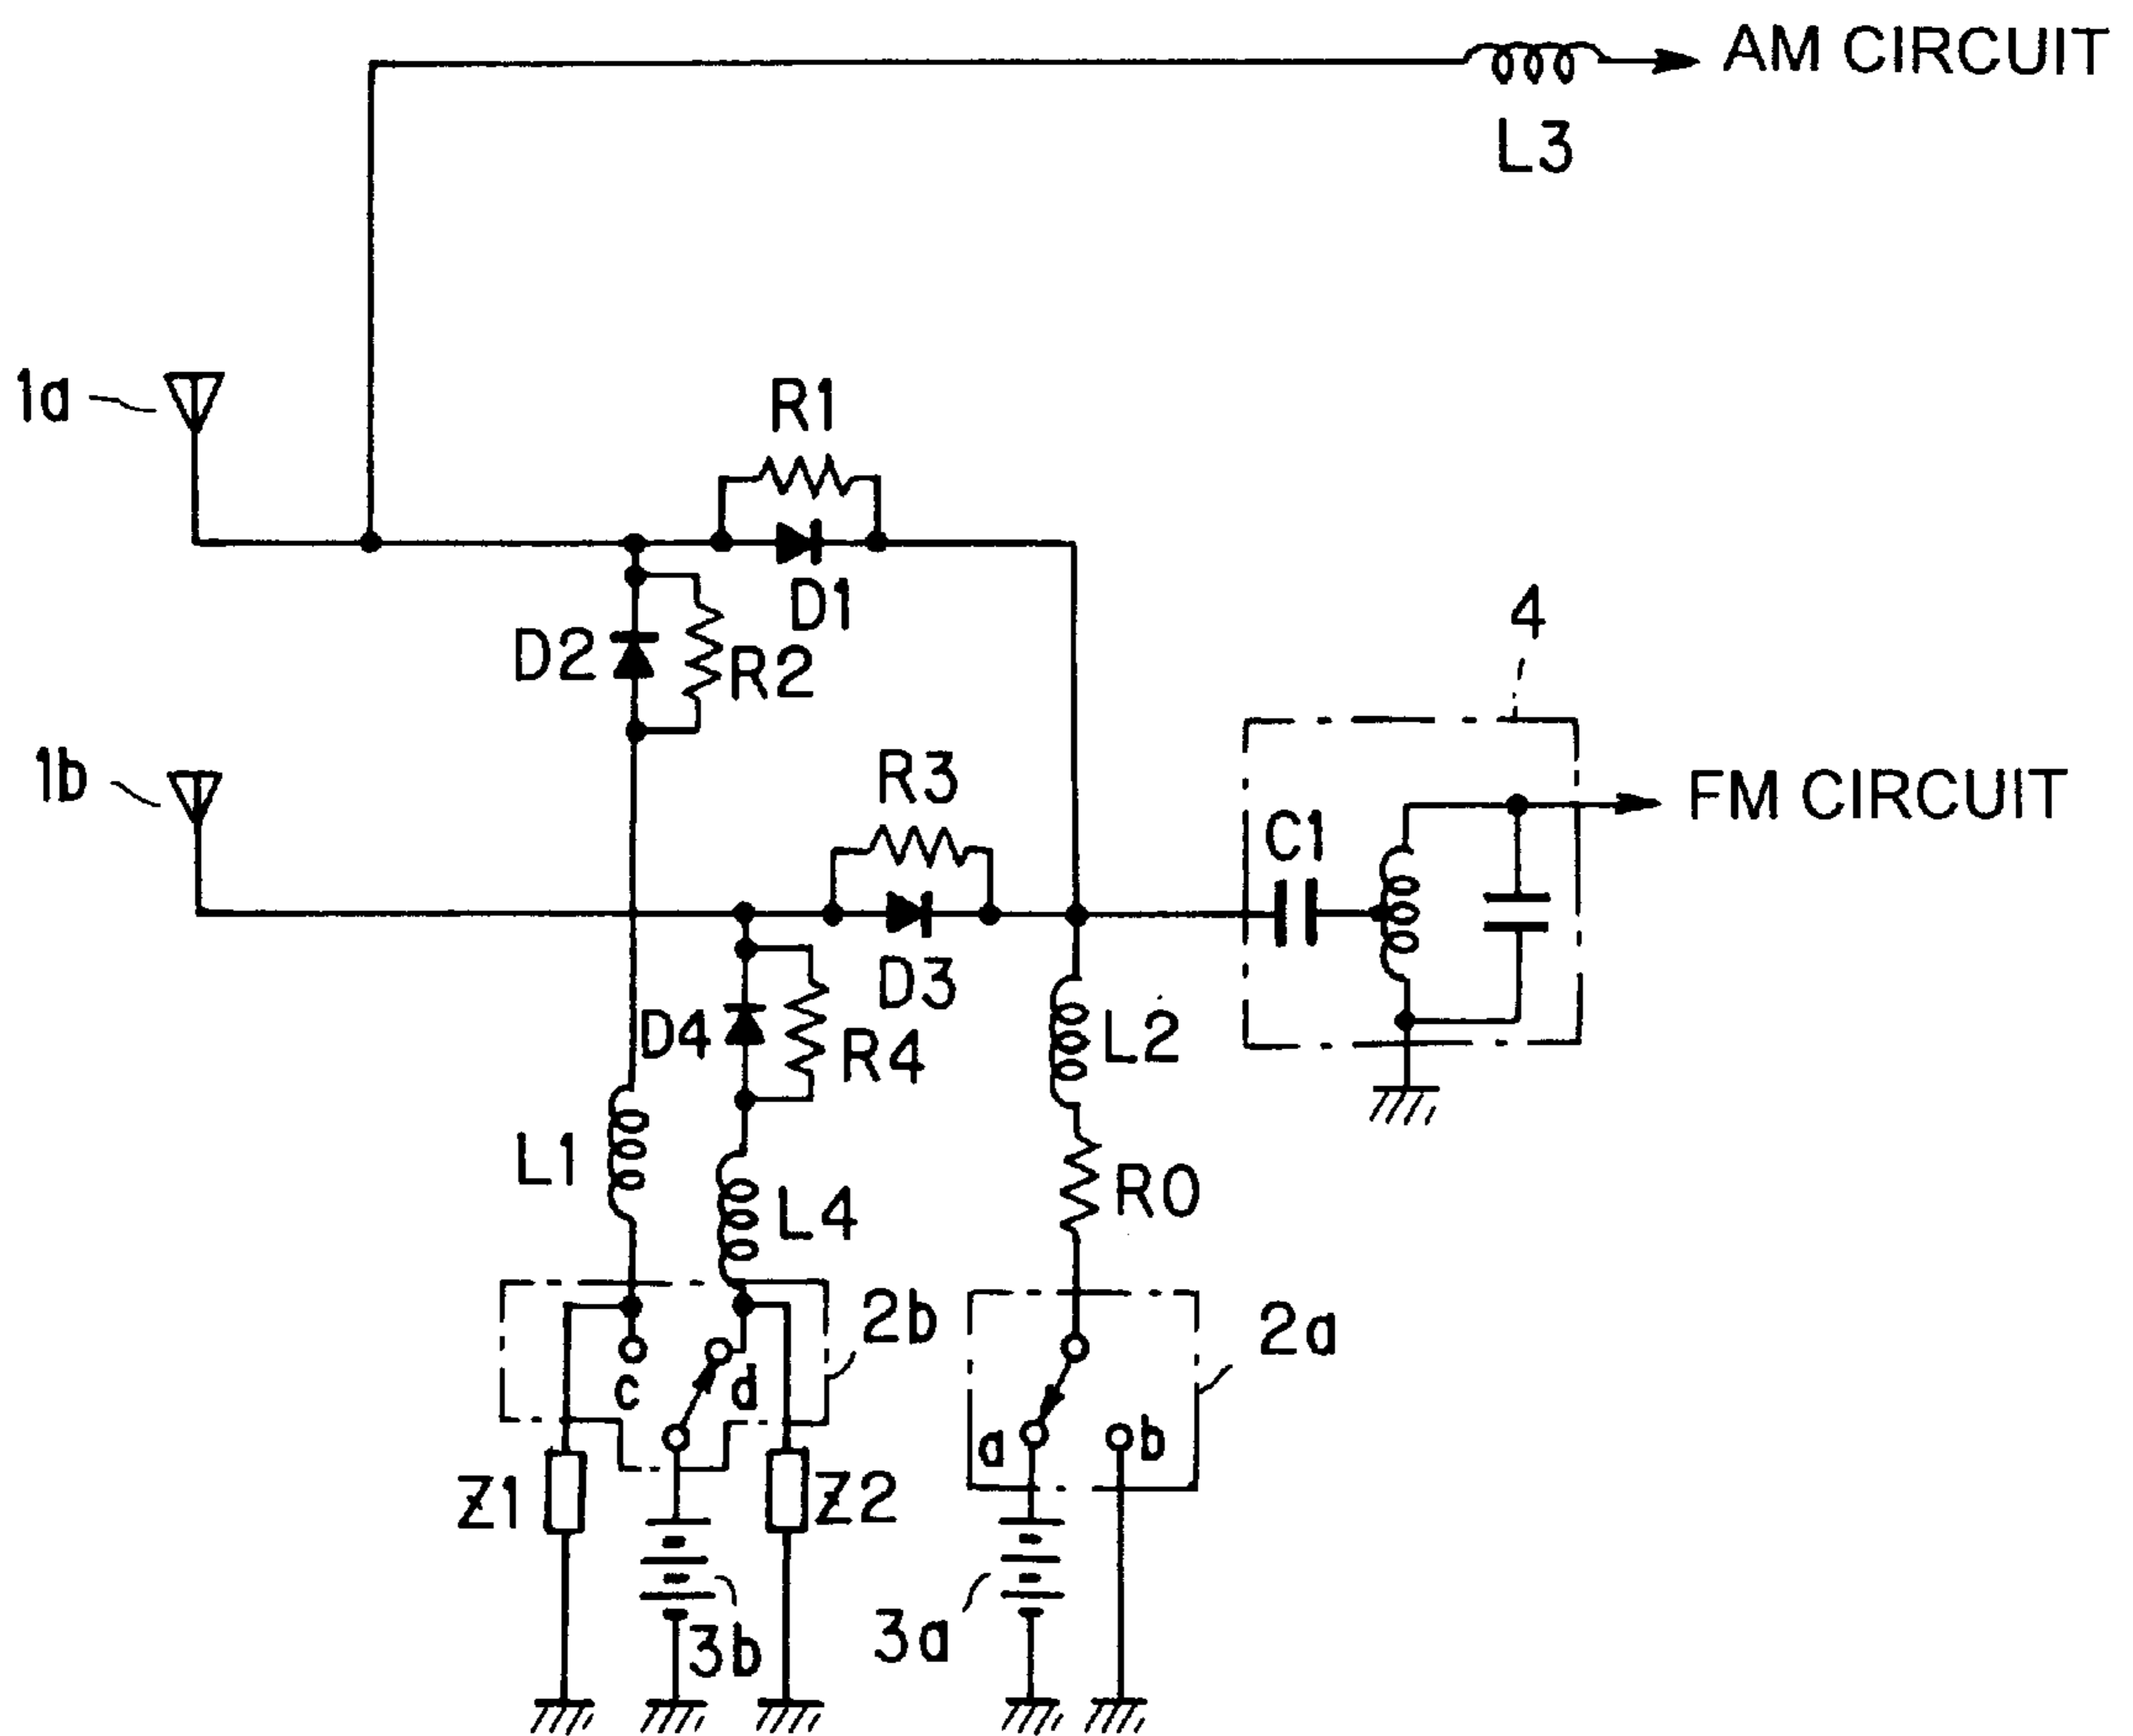 AM CIRCUIT
L3
1a
R1
D1
D2
R2
4
1b
R3
C1
FM CIRCUIT
D3
D4
R4
L2
L1
L4
R0
2b
2a
c
d
a
b
Z1
Z2
3b
3a